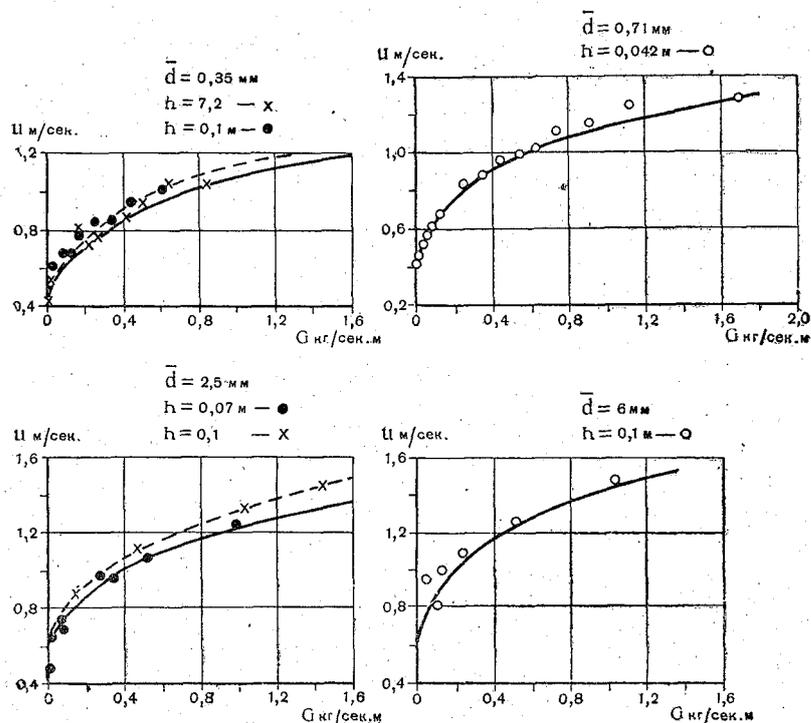 d̅ = 0,35 мм
h = 7,2 — x
h = 0,1 м — ●
u м/сек.
1,2
0,8
0,4
0
0,4
0,8
1,2
1,6
G кг/сек.м
d̅ = 0,71 мм
h = 0,042 м — ○
u м/сек.
1,4
1,0
0,6
0,2
0
0,4
0,8
1,2
1,6
2,0
G кг/сек.м
d̅ = 2,5 мм
h = 0,07 м — ●
h = 0,1 — x
u м/сек.
1,6
1,2
0,8
0,4
0
0,4
0,8
1,2
1,6
G кг/сек.м
d̅ = 6 мм
h = 0,1 м — ○
u м/сек.
1,6
1,2
0,8
0,4
0
0,4
0,8
1,2
1,6
G кг/сек.м